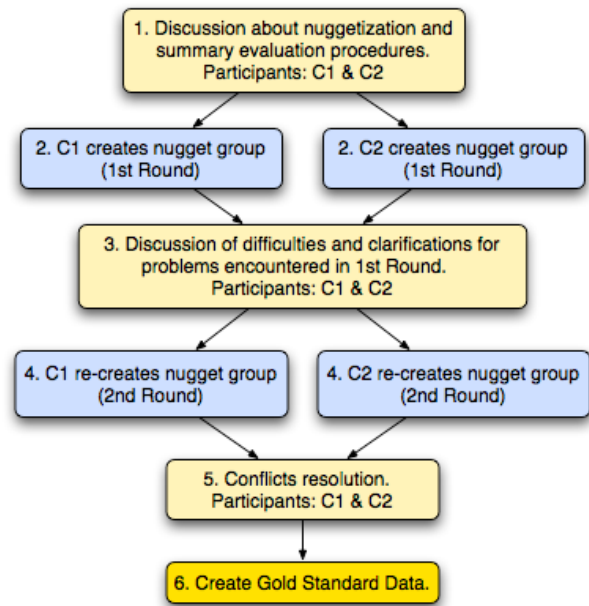 1. Discussion about nuggetization and
summary evaluation procedures.
Participants: C1 & C2
2. C1 creates nugget group
(1st Round)
2. C2 creates nugget group
(1st Round)
3. Discussion of difficulties and clarifications for
problems encountered in 1st Round.
Participants: C1 & C2
4. C1 re-creates nugget group
(2nd Round)
4. C2 re-creates nugget group
(2nd Round)
5. Conflicts resolution.
Participants: C1 & C2
6. Create Gold Standard Data.